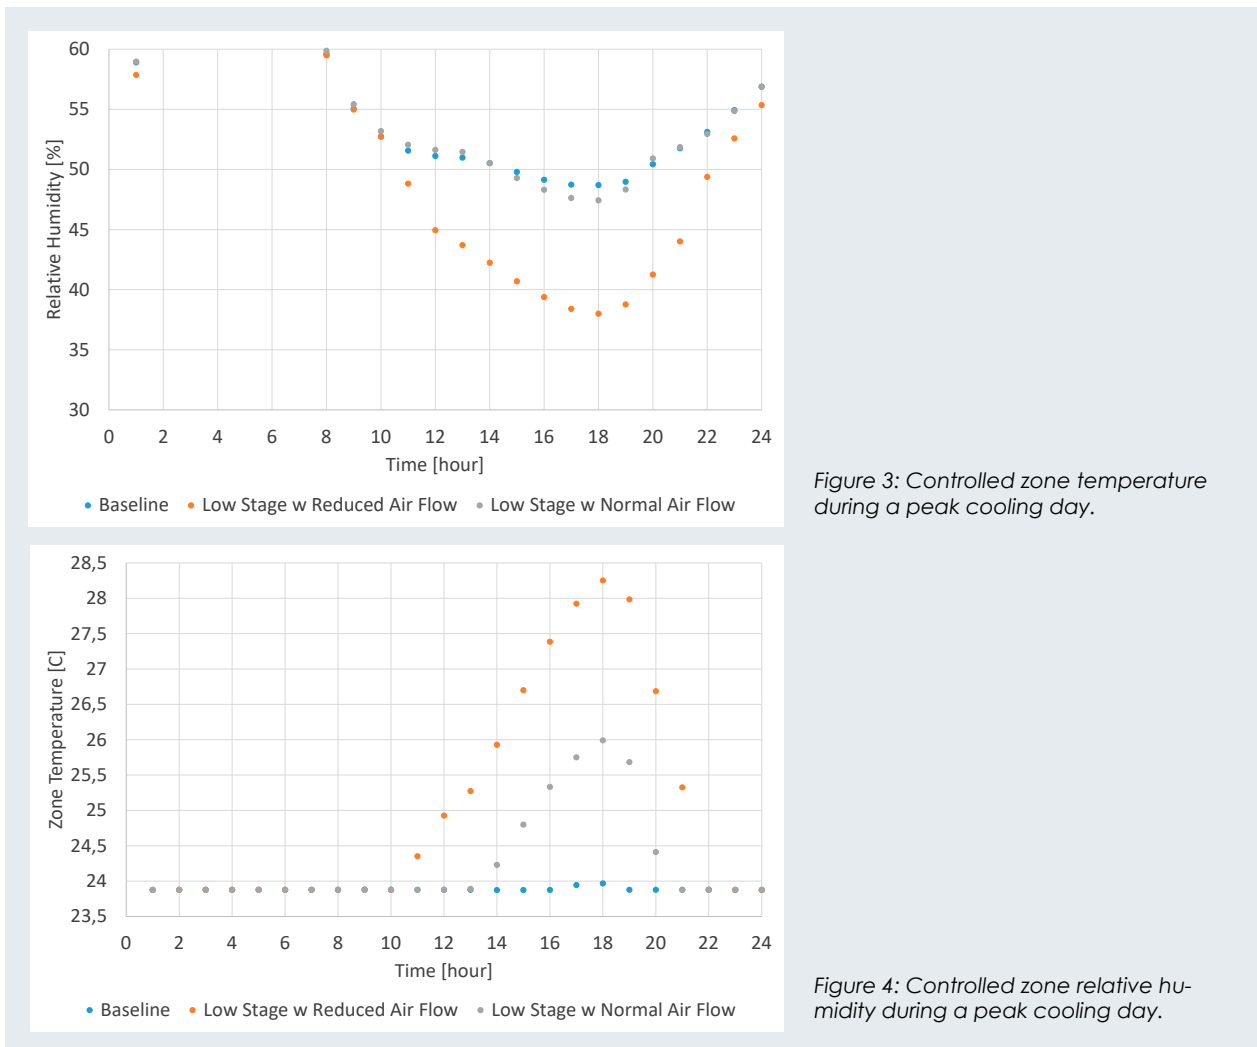 60
55
50
45
40
35
30
Relative Humidity [%]
0 2 4 6 8 10 12 14 16 18 20 22 24
Time [hour]
Baseline Low Stage w Reduced Air Flow Low Stage w Normal Air Flow
Figure 3: Controlled zone temperature
during a peak cooling day.
28,5
28
27,5
27
26,5
26
25,5
25
24,5
24
23,5
Zone Temperature [C]
0 2 4 6 8 10 12 14 16 18 20 22 24
Time [hour]
Baseline Low Stage w Reduced Air Flow Low Stage w Normal Air Flow
Figure 4: Controlled zone relative hu-
midity during a peak cooling day.